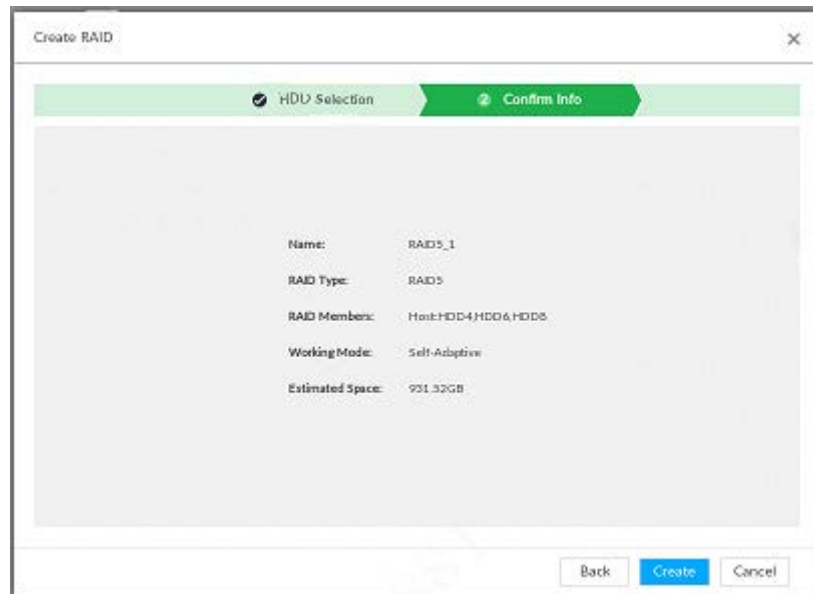 Create RAID
HDD Selection
2 Confirm Info
Name: RAID5_1
RAID Type: RAID5
RAID Members: Host:HDD4,HDD6,HDD8
Working Mode: Self-Adaptive
Estimated Space: 931.52GB
Back Create Cancel